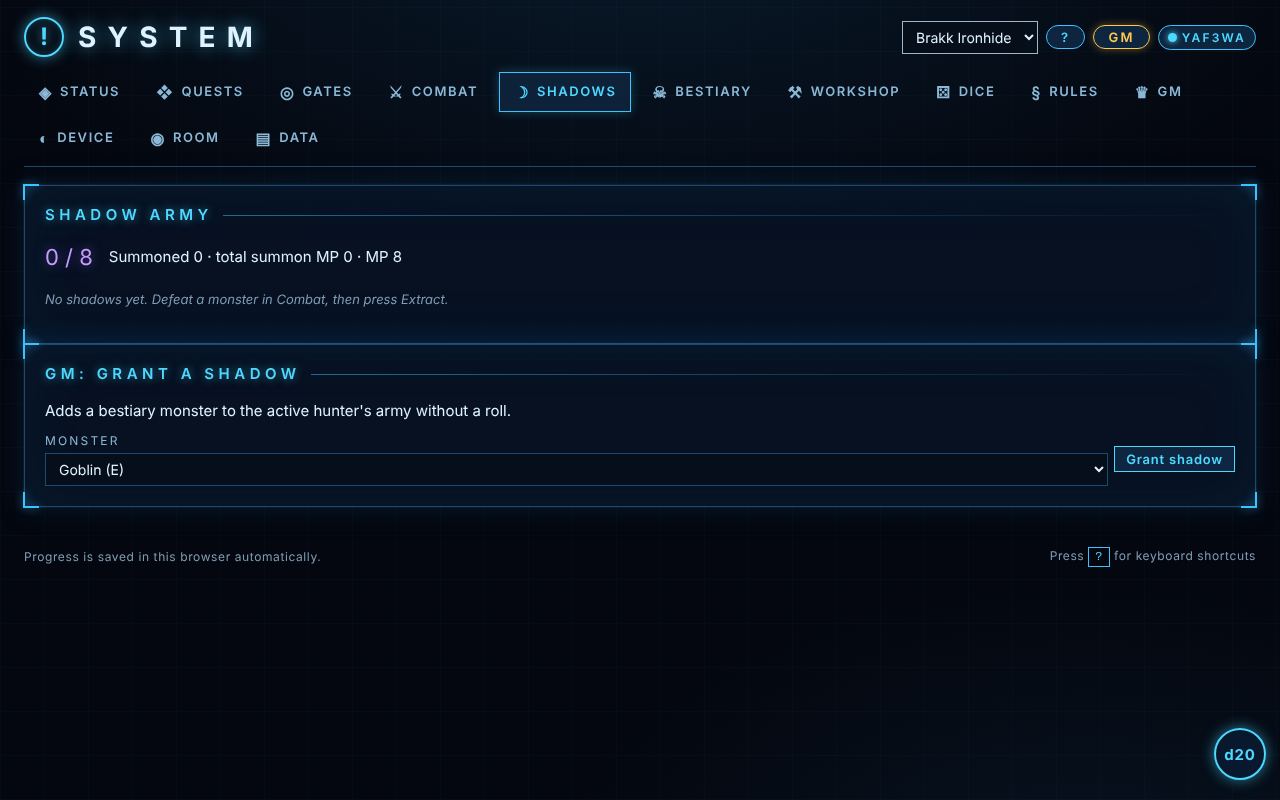 ! SYSTEM
Brakk Ironhide ? GM YAF3WA
STATUS QUESTS GATES COMBAT SHADOWS BESTIARY WORKSHOP DICE § RULES GM
DEVICE ROOM DATA
SHADOW ARMY
0 / 8 Summoned 0 · total summon MP 0 · MP 8
No shadows yet. Defeat a monster in Combat, then press Extract.
GM: GRANT A SHADOW
Adds a bestiary monster to the active hunter's army without a roll.
MONSTER
Goblin (E) Grant shadow
Progress is saved in this browser automatically. Press ? for keyboard shortcuts
d20